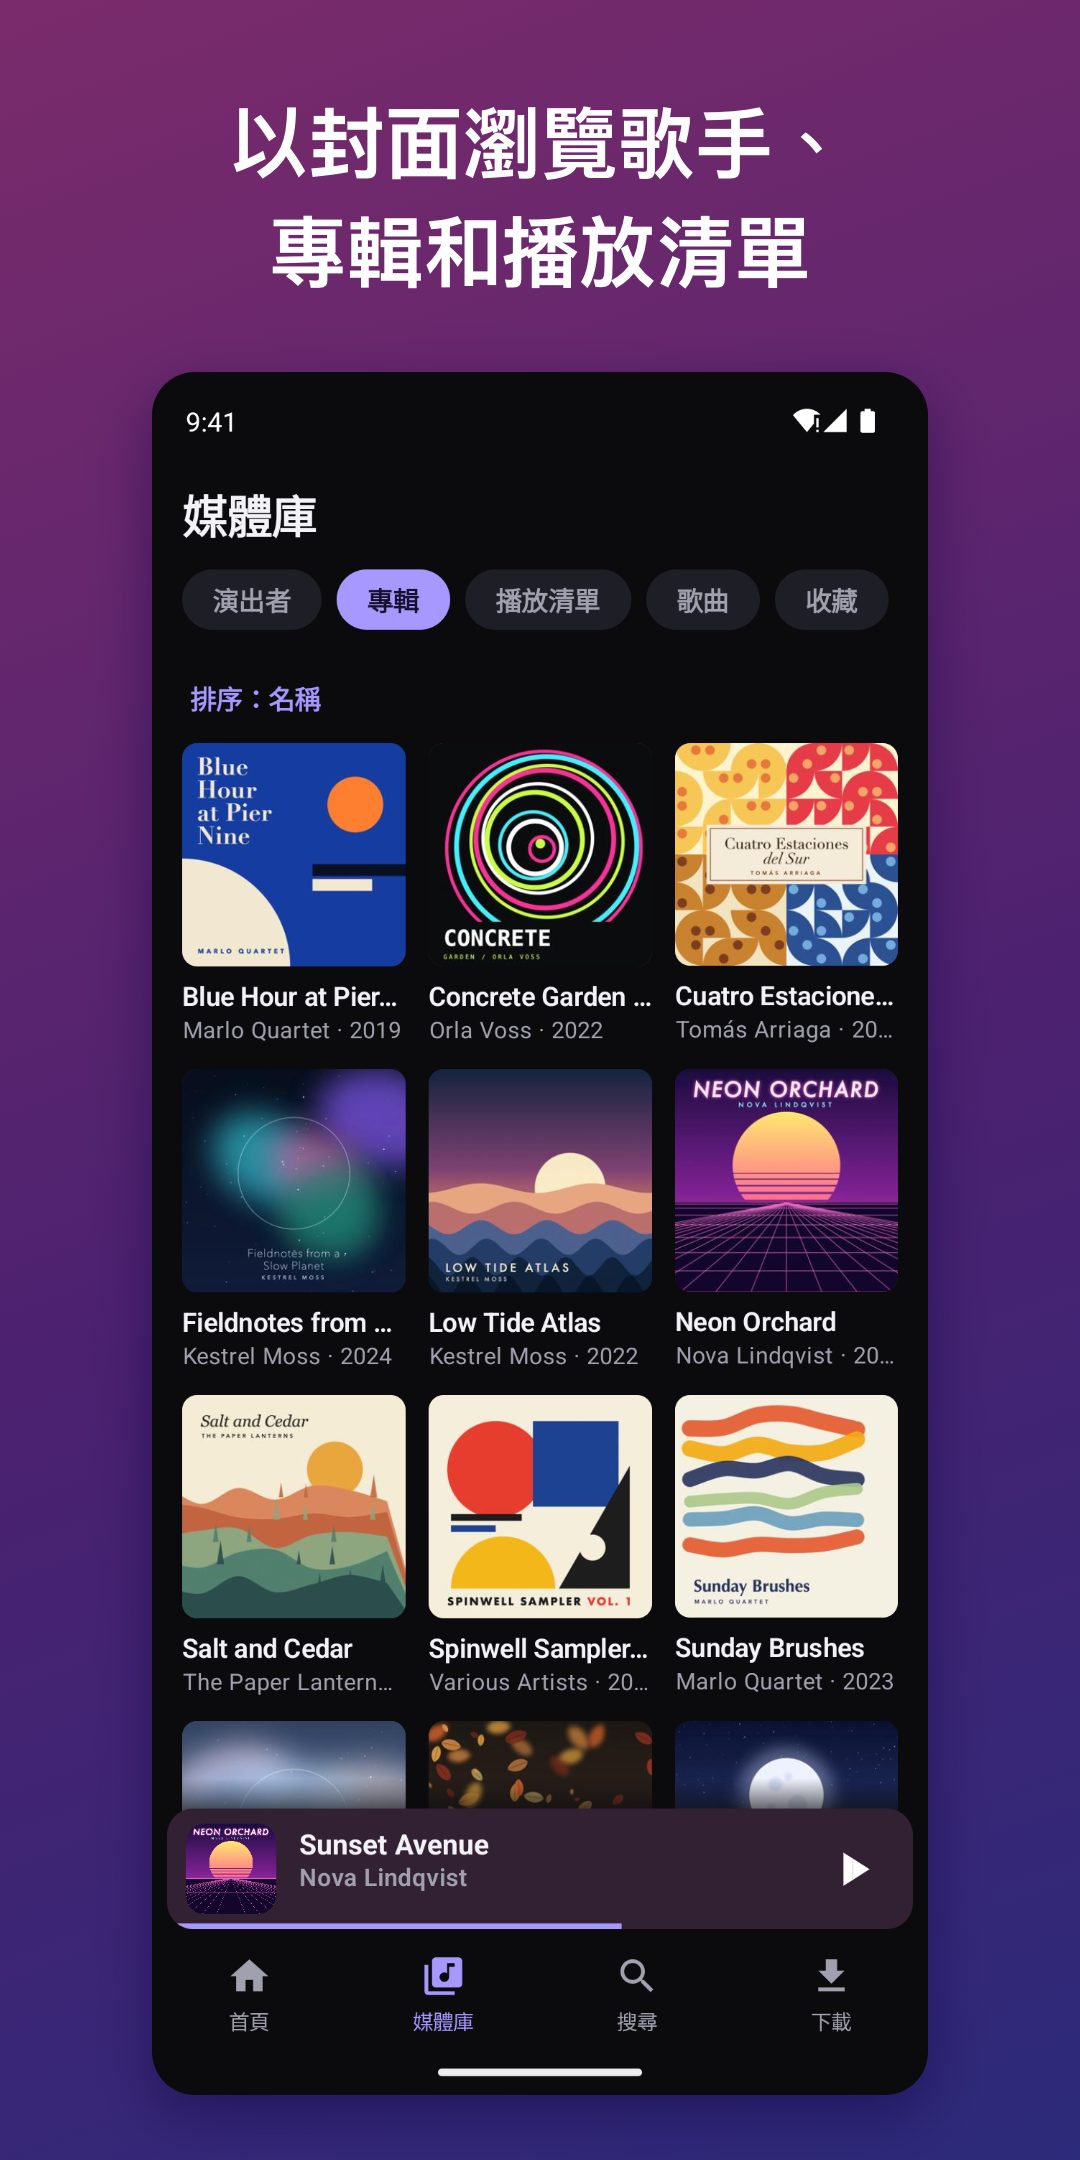 以封面瀏覽歌手、
專輯和播放清單
9:41
媒體庫
演出者 專輯 播放清單 歌曲 收藏
排序：名稱
Blue
Hour
at Pier
Nine
MARLO QUARTET
CONCRETE
GARDEN / ORLA VOSS
Cuatro Estaciones
del Sur
TOMÁS ARRIAGA
Blue Hour at Pier... Concrete Garden ... Cuatro Estacione...
Marlo Quartet · 2019 Orla Voss · 2022 Tomás Arriaga · 20...
Fieldnotes from a
Slow Planet
KESTREL MOSS
LOW TIDE ATLAS
KESTREL MOSS
NEON ORCHARD
NOVA LINDQVIST
Fieldnotes from ... Low Tide Atlas Neon Orchard
Kestrel Moss · 2024 Kestrel Moss · 2022 Nova Lindqvist · 20...
Salt and Cedar
THE PAPER LANTERNS
SPINWELL SAMPLER VOL. 1
Sunday Brushes
MARLO QUARTET
Salt and Cedar Spinwell Sampler... Sunday Brushes
The Paper Lantern... Various Artists · 20... Marlo Quartet · 2023
NEON ORCHARD
Sunset Avenue
Nova Lindqvist
首頁 媒體庫 搜尋 下載